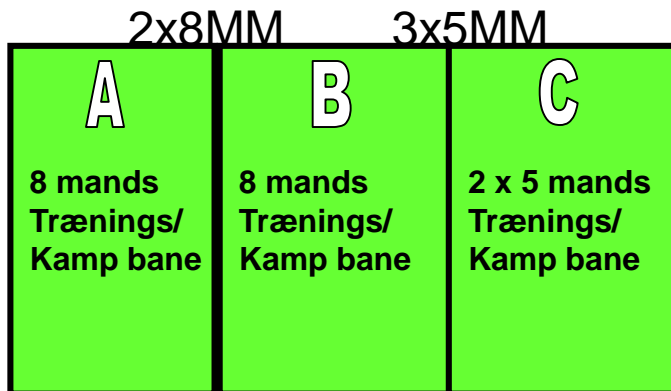 2x8MM 3x5MM
A B C
8 mands
Trænings/
Kamp bane
8 mands
Trænings/
Kamp bane
2 x 5 mands
Trænings/
Kamp bane